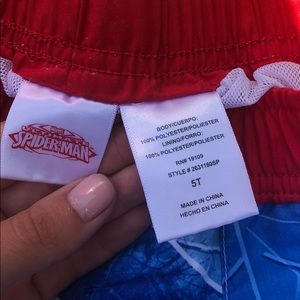 SPIDER-MAN
BODY/CUERPO:
100% POLYESTER/POLIESTER
LINING/FORRO:
100% POLYESTER/POLIESTER
RN# 19109
STYLE # 2631180SP
5T
MADE IN CHINA
HECHO EN CHINA